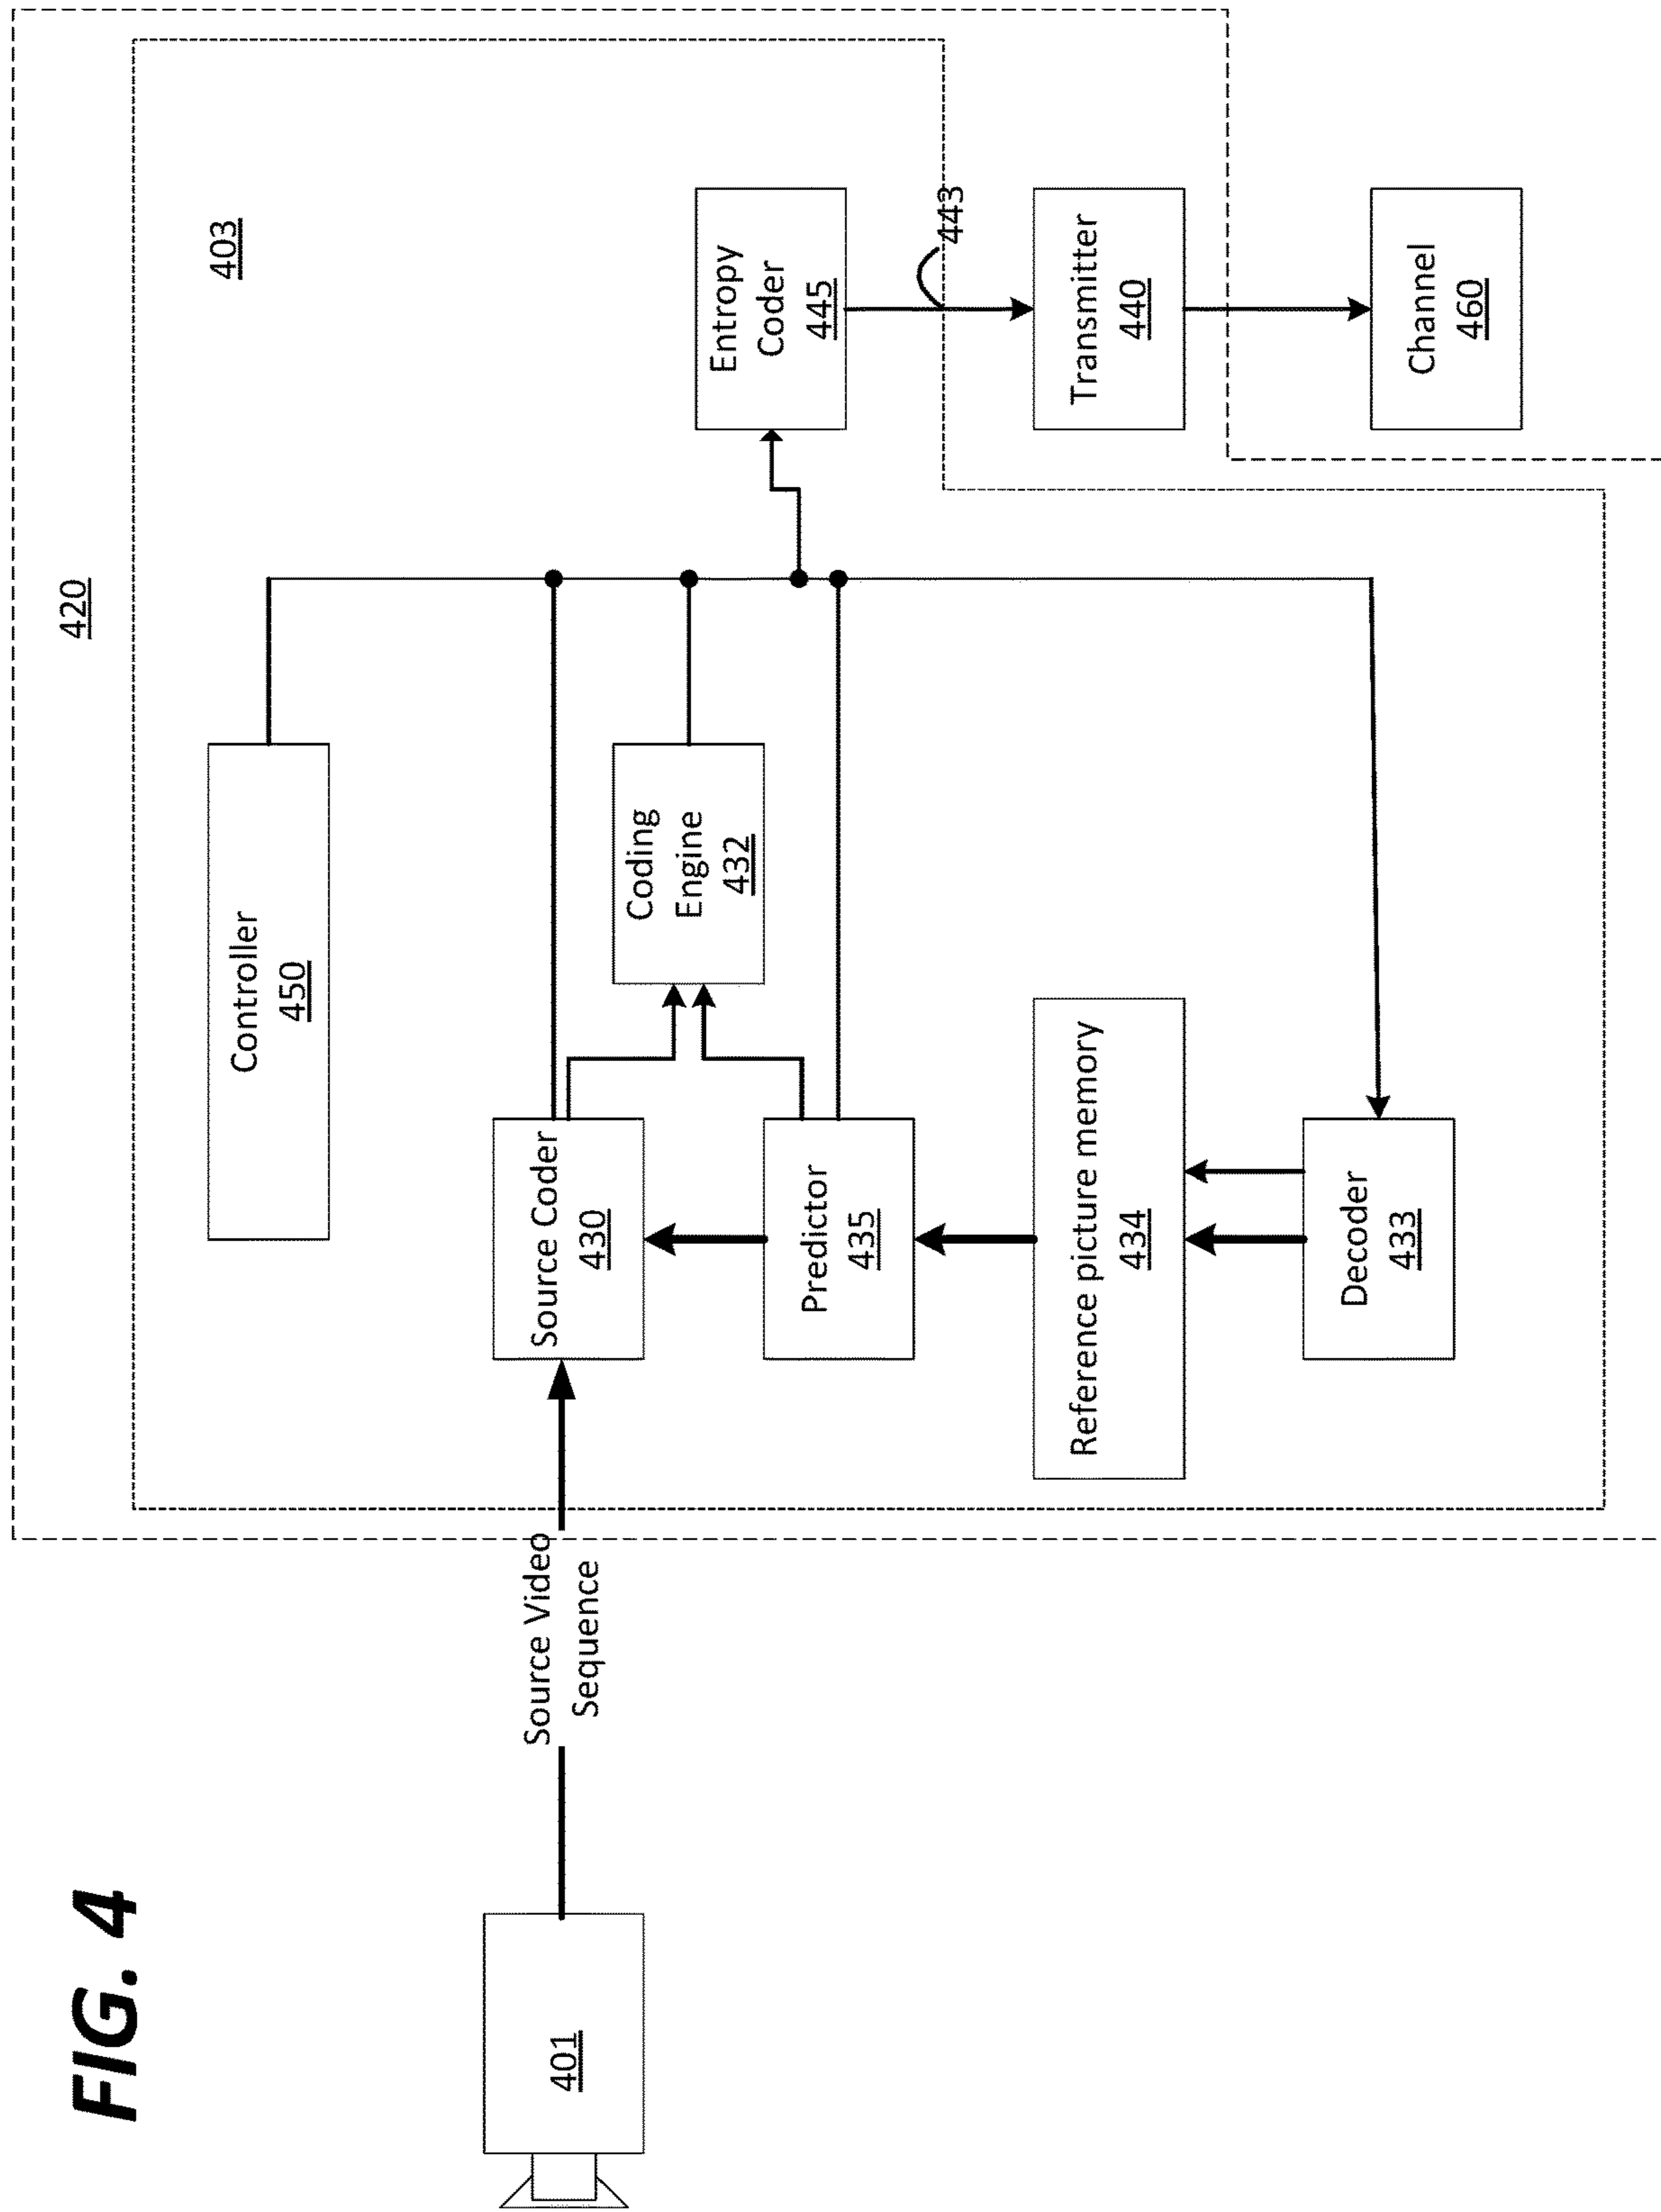 FIG. 4
420
403
Controller
450
401
Source Video
Sequence
Source Coder
430
Coding
Engine
432
Entropy
Coder
445
Predictor
435
443
Reference picture memory
434
Transmitter
440
Decoder
433
Channel
460